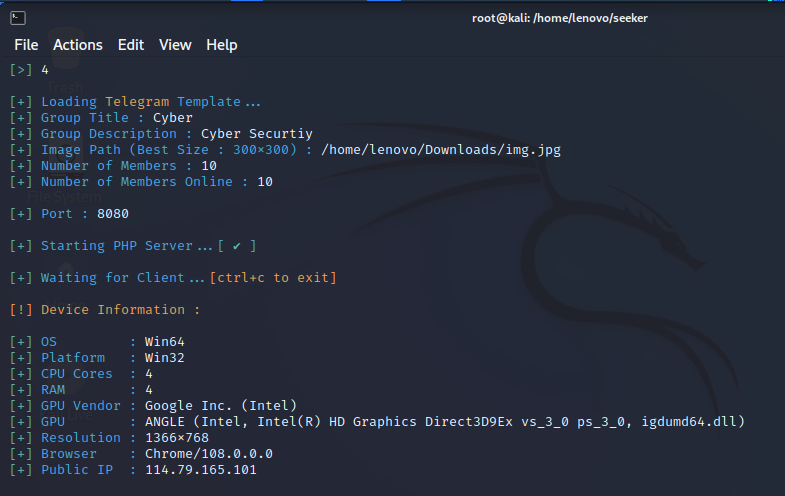 root@kali: /home/lenovo/seeker
File Actions Edit View Help
[>] 4
[+] Loading Telegram Template...
[+] Group Title : Cyber
[+] Group Description : Cyber Securtiy
[+] Image Path (Best Size : 300×300) : /home/lenovo/Downloads/img.jpg
[+] Number of Members : 10
[+] Number of Members Online : 10
[+] Port : 8080
[+] Starting PHP Server...[ ✔ ]
[+] Waiting for Client...[ctrl+c to exit]
[!] Device Information :
[+] OS : Win64
[+] Platform : Win32
[+] CPU Cores : 4
[+] RAM : 4
[+] GPU Vendor : Google Inc. (Intel)
[+] GPU : ANGLE (Intel, Intel(R) HD Graphics Direct3D9Ex vs_3_0 ps_3_0, igdumd64.dll)
[+] Resolution : 1366×768
[+] Browser : Chrome/108.0.0.0
[+] Public IP : 114.79.165.101
Trash
File System